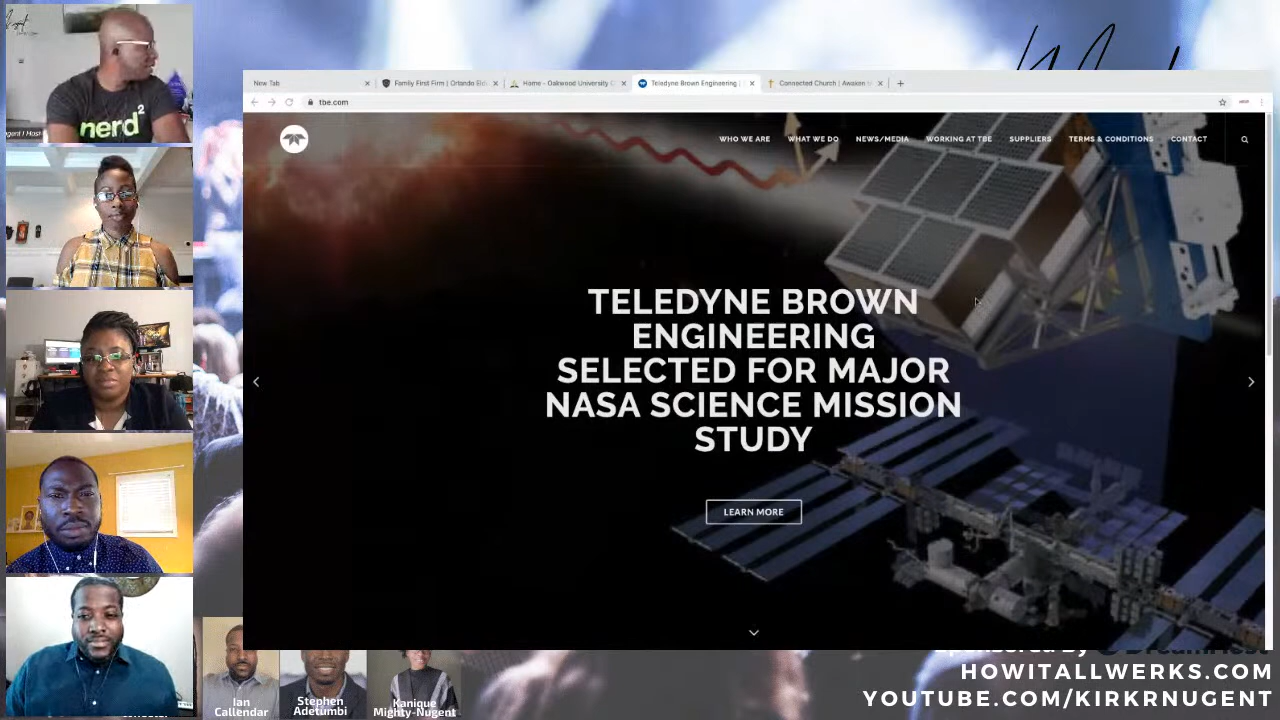 nerd²
New Tab
Family First Firm | Orlando Eld
Home - Oakwood University C
Teledyne Brown Engineering |
Connected Church | Awaken
tbe.com
WHO WE ARE
WHAT WE DO
NEWS/MEDIA
WORKING AT TBE
SUPPLIERS
TERMS & CONDITIONS
CONTACT
TELEDYNE BROWN
ENGINEERING
SELECTED FOR MAJOR
NASA SCIENCE MISSION
STUDY
LEARN MORE
Ian
Callendar
Stephen
Adetumbi
Kanique
Mighty-Nugent
HOWITALLWERKS.COM
YOUTUBE.COM/KIRKRNUGENT